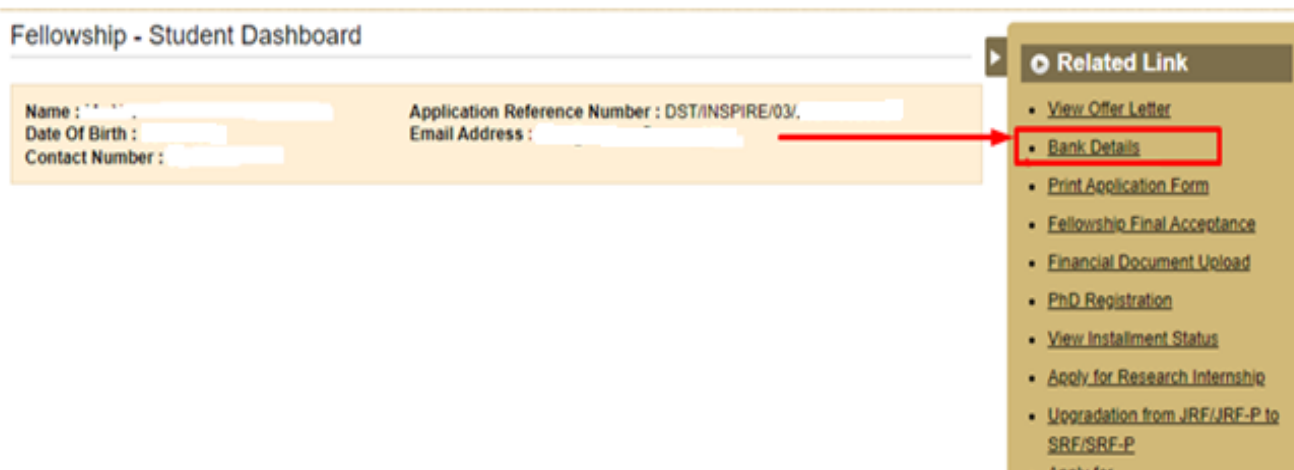 Fellowship - Student Dashboard
Name :
Date Of Birth :
Contact Number :
Application Reference Number : DST/INSPIRE/03/
Email Address :
Related Link
View Offer Letter
Bank Details
Print Application Form
Fellowship Final Acceptance
Financial Document Upload
PhD Registration
View Installment Status
Apply for Research Internship
Upgradation from JRF/JRF-P to
SRF/SRF-P
Apply for